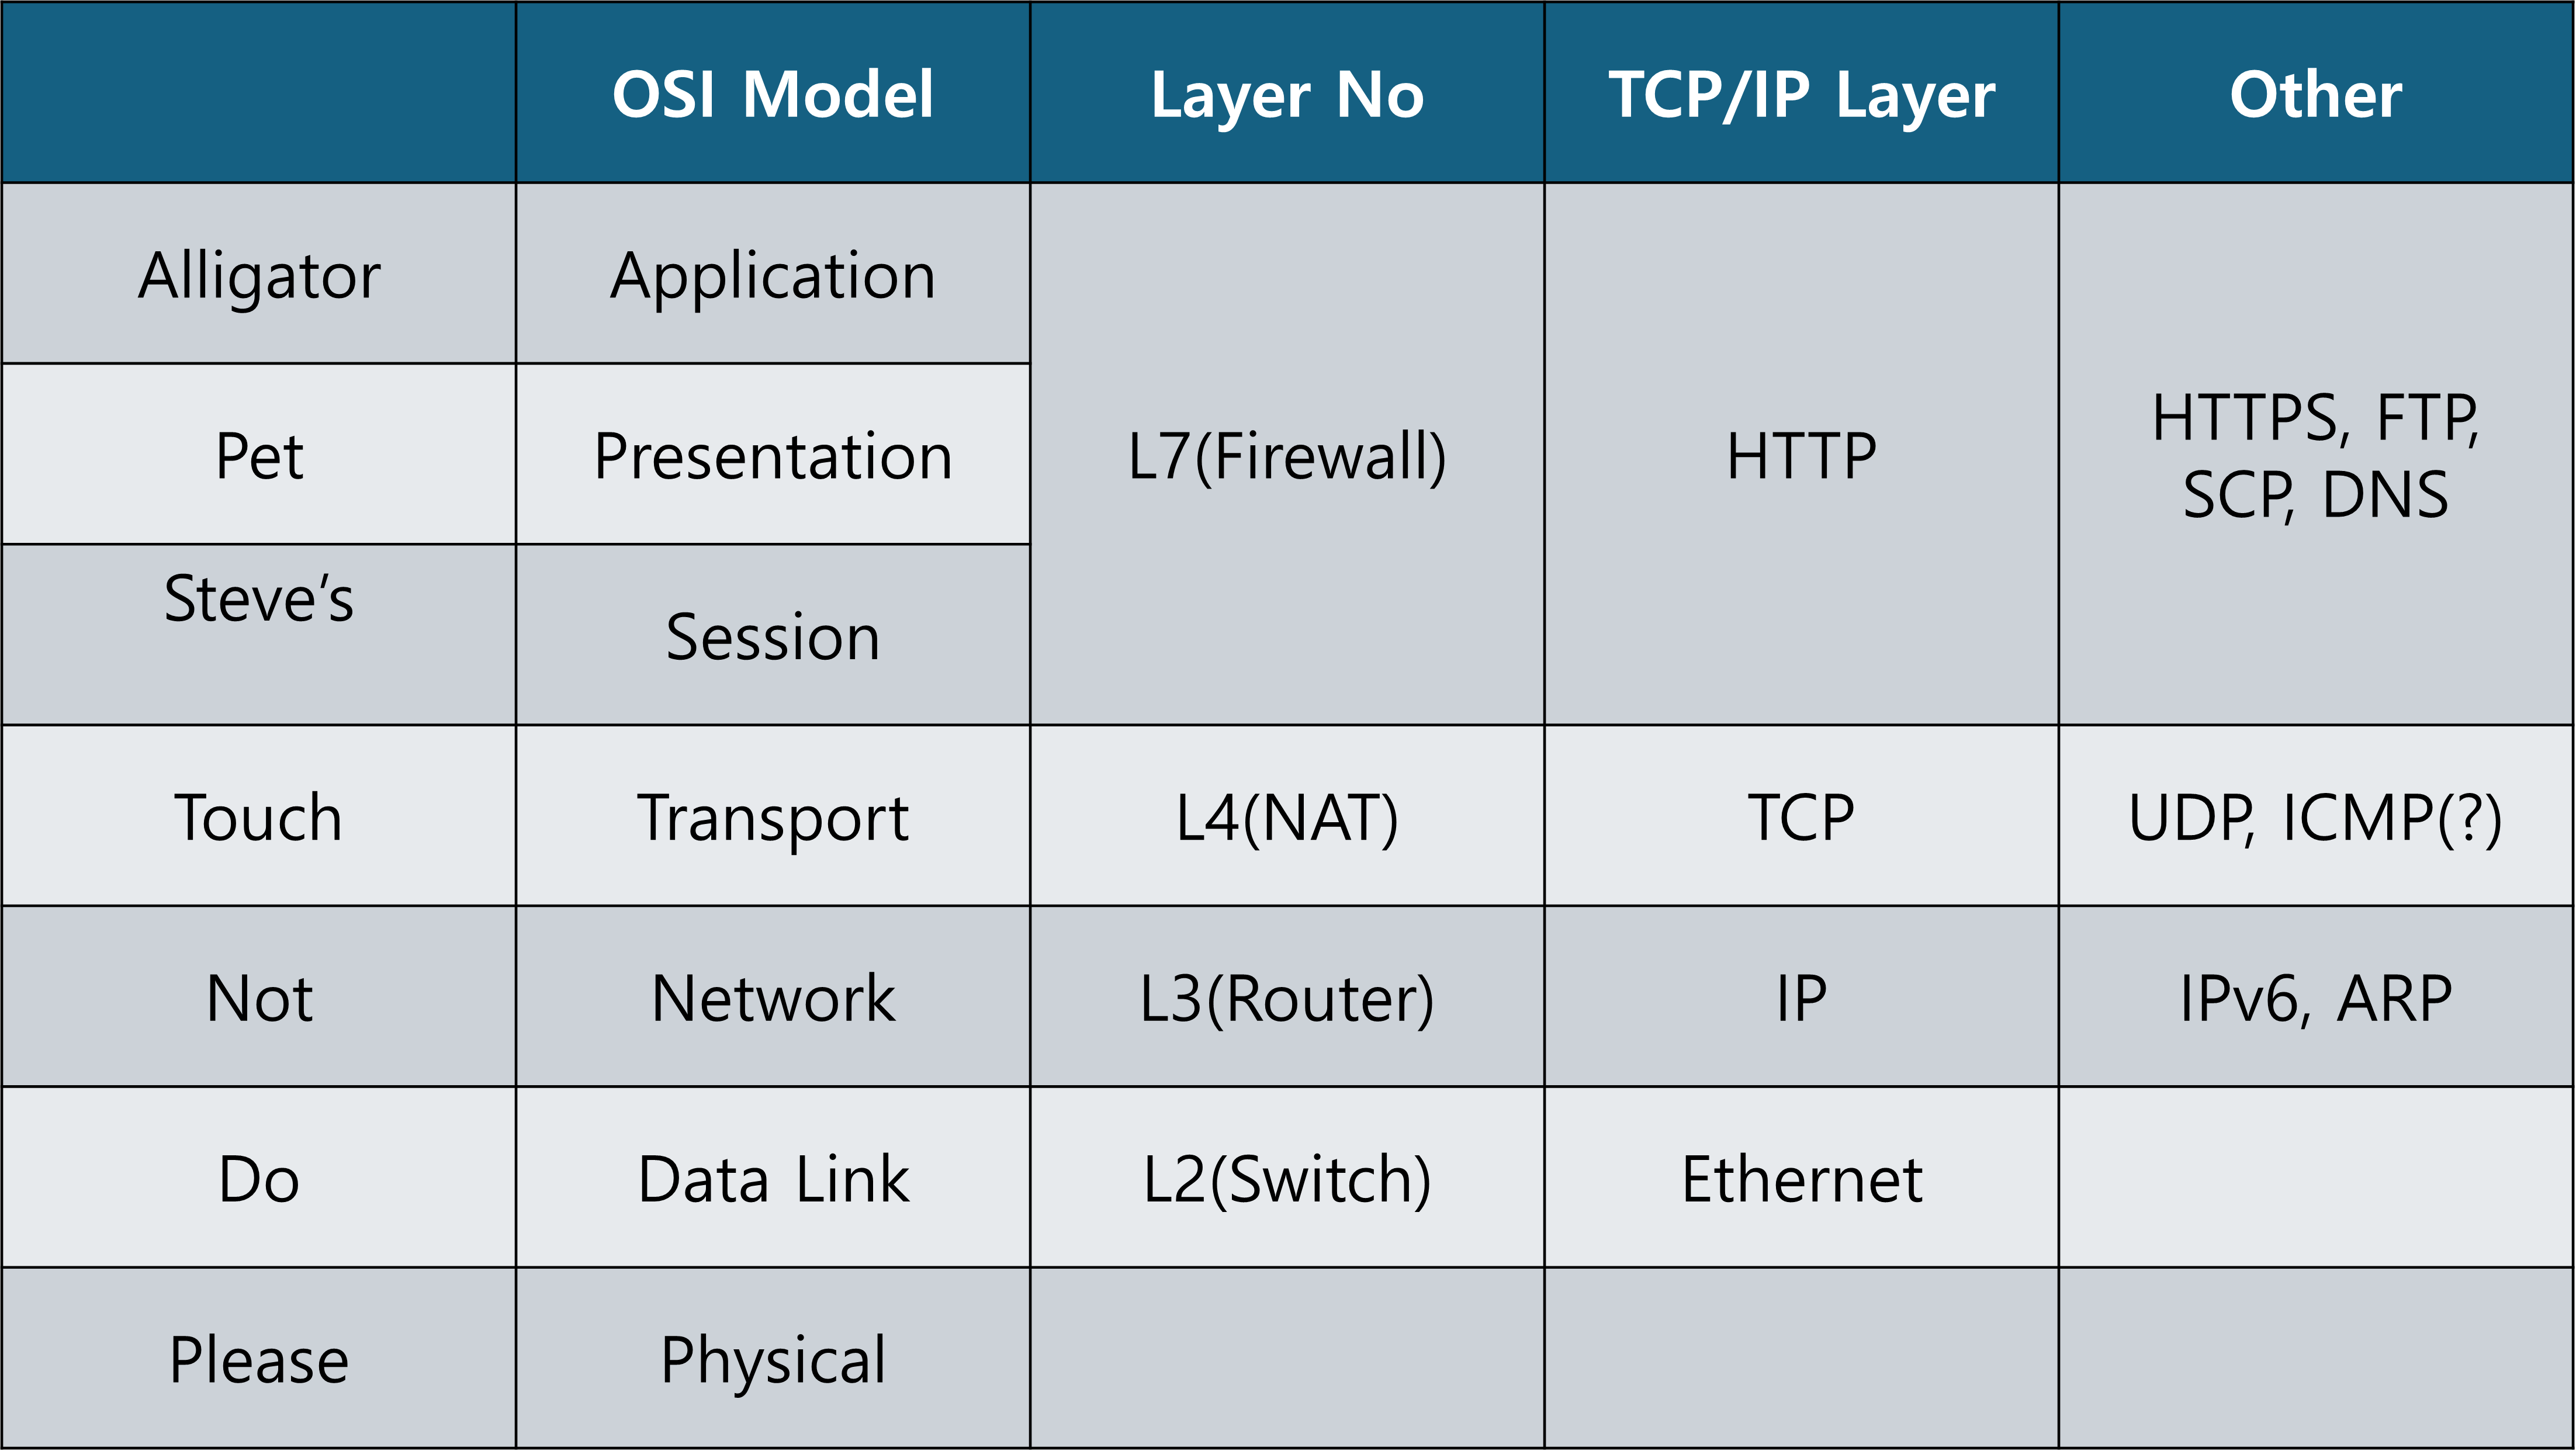 OSI Model
Layer No
TCP/IP Layer
Other
Alligator
Application
L7(Firewall)
HTTP
HTTPS, FTP,
SCP, DNS
Pet
Presentation
Steve‘s
Session
Touch
Transport
L4(NAT)
TCP
UDP, ICMP(?)
Not
Network
L3(Router)
IP
IPv6, ARP
Do
Data Link
L2(Switch)
Ethernet
Please
Physical